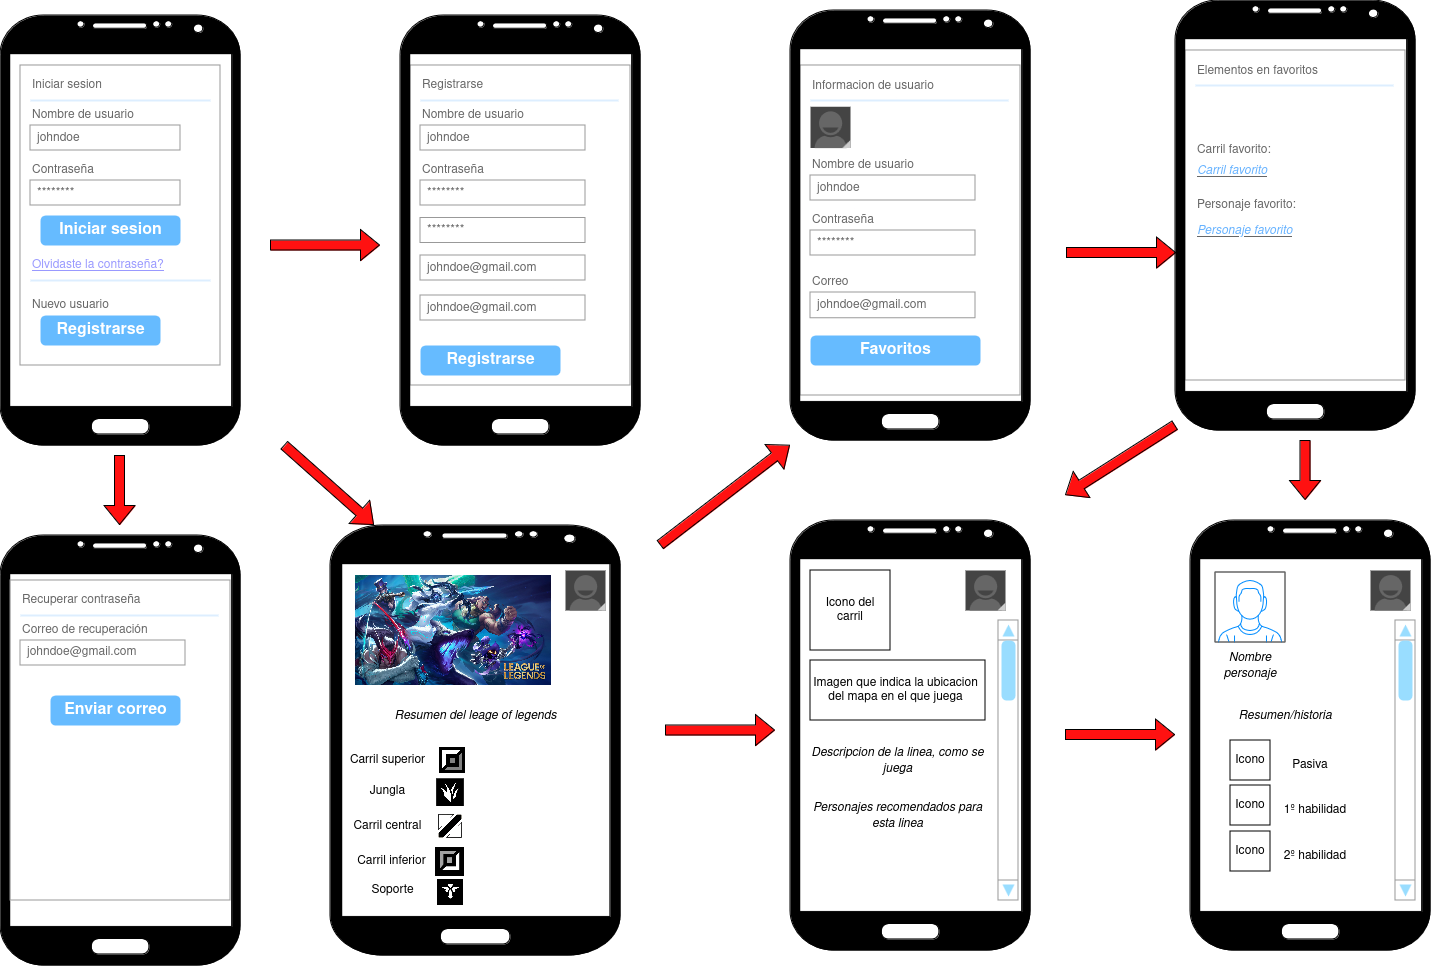 Iniciar sesion
Nombre de usuario
johndoe
Contraseña
********
Iniciar sesion
Olvidaste la contraseña?
Nuevo usuario
Registrarse
Registrarse
Nombre de usuario
johndoe
Contraseña
********
********
johndoe@gmail.com
johndoe@gmail.com
Registrarse
Informacion de usuario
Nombre de usuario
johndoe
Contraseña
********
Correo
johndoe@gmail.com
Favoritos
Elementos en favoritos
Carril favorito:
Carril favorito
Personaje favorito:
Personaje favorito
Recuperar contraseña
Correo de recuperación
johndoe@gmail.com
Enviar correo
LEAGUE OF
LEGENDS
Resumen del leage of legends
Carril superior
Jungla
Carril central
Carril inferior
Soporte
Icono del
carril
Imagen que indica la ubicacion
del mapa en el que juega
Descripcion de la linea, como se
juega
Personajes recomendados para
esta linea
Nombre
personaje
Resumen/historia
Icono
Pasiva
Icono
1º habilidad
Icono
2º habilidad